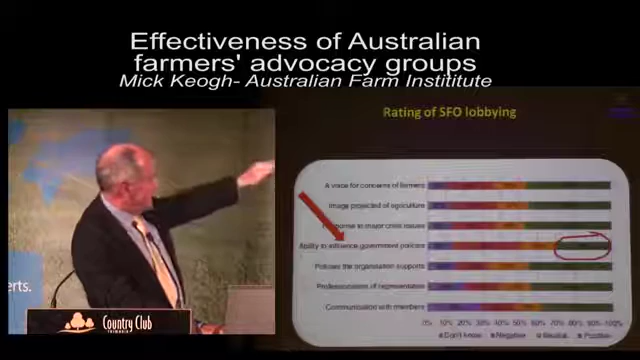 Effectiveness of Australian
farmers' advocacy groups
Mick Keogh- Australian Farm Instititute
Rating of SFO lobbying
A voice for concerns of farmers
Image projected of agriculture
Response to major crisis issues
Ability to influence government policies
Policies the organisation supports
Professionalism of representation
Communication with members
0% 10% 20% 30% 40% 50% 60% 70% 80% 90% 100%
Don't know Negative Neutral Positive
erts.
Country Club
TASMANIA